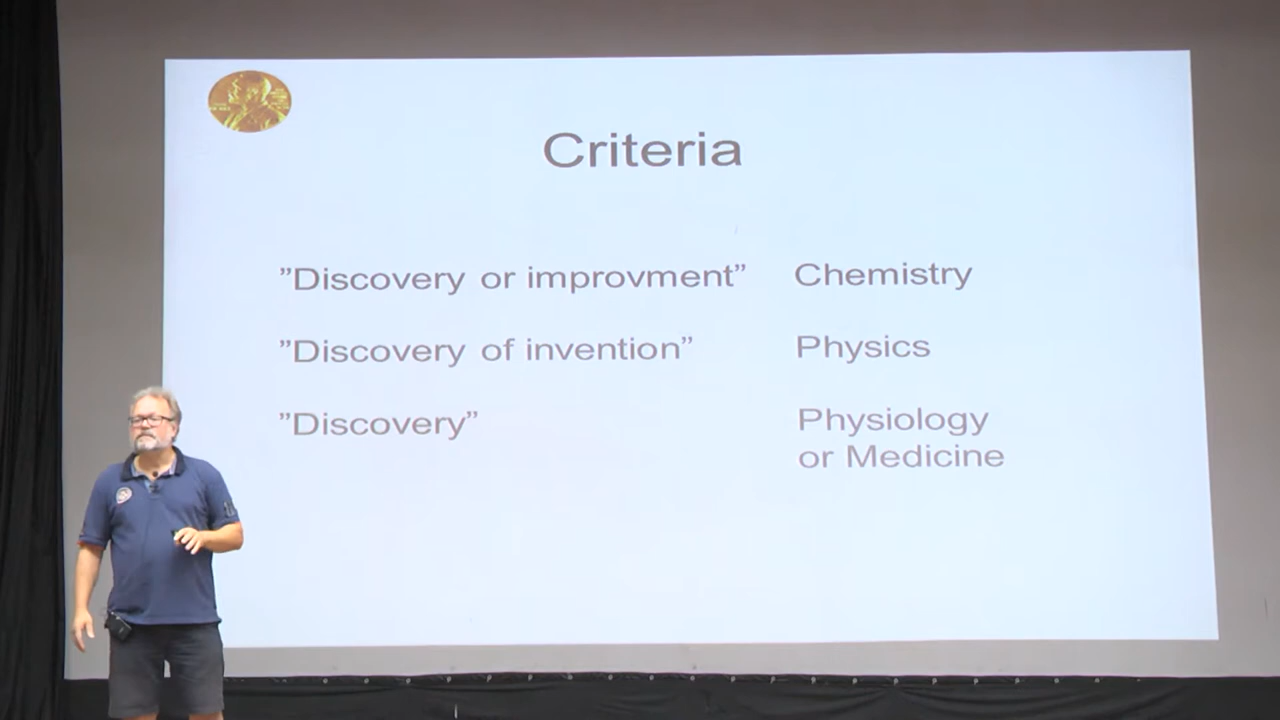 Criteria
”Discovery or improvment” Chemistry
”Discovery of invention” Physics
”Discovery” Physiology
or Medicine